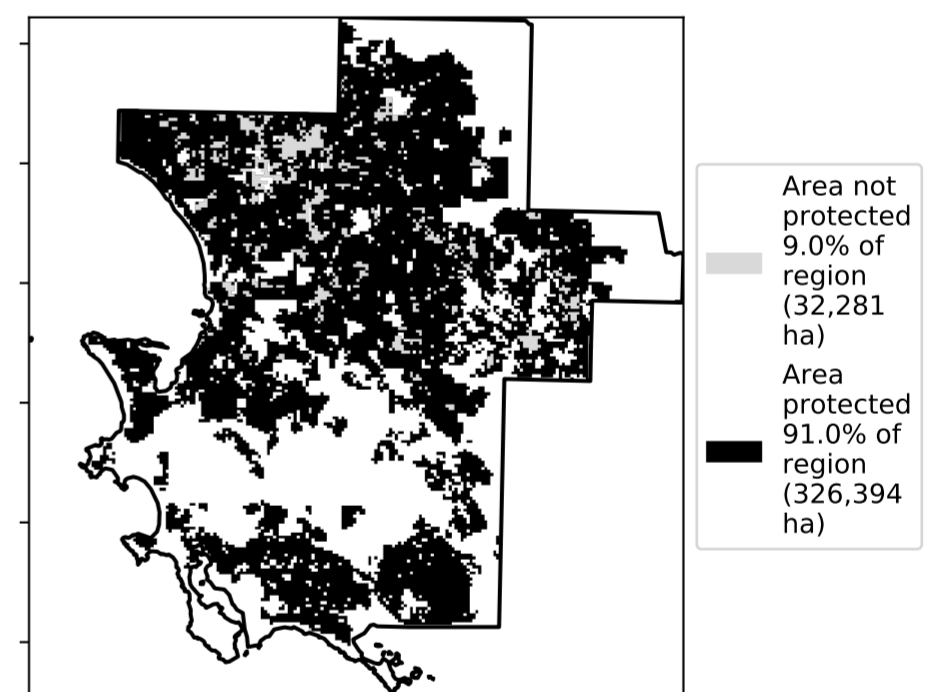 Area not
protected
9.0% of
region
(32,281
ha)
Area
protected
91.0% of
region
(326,394
ha)